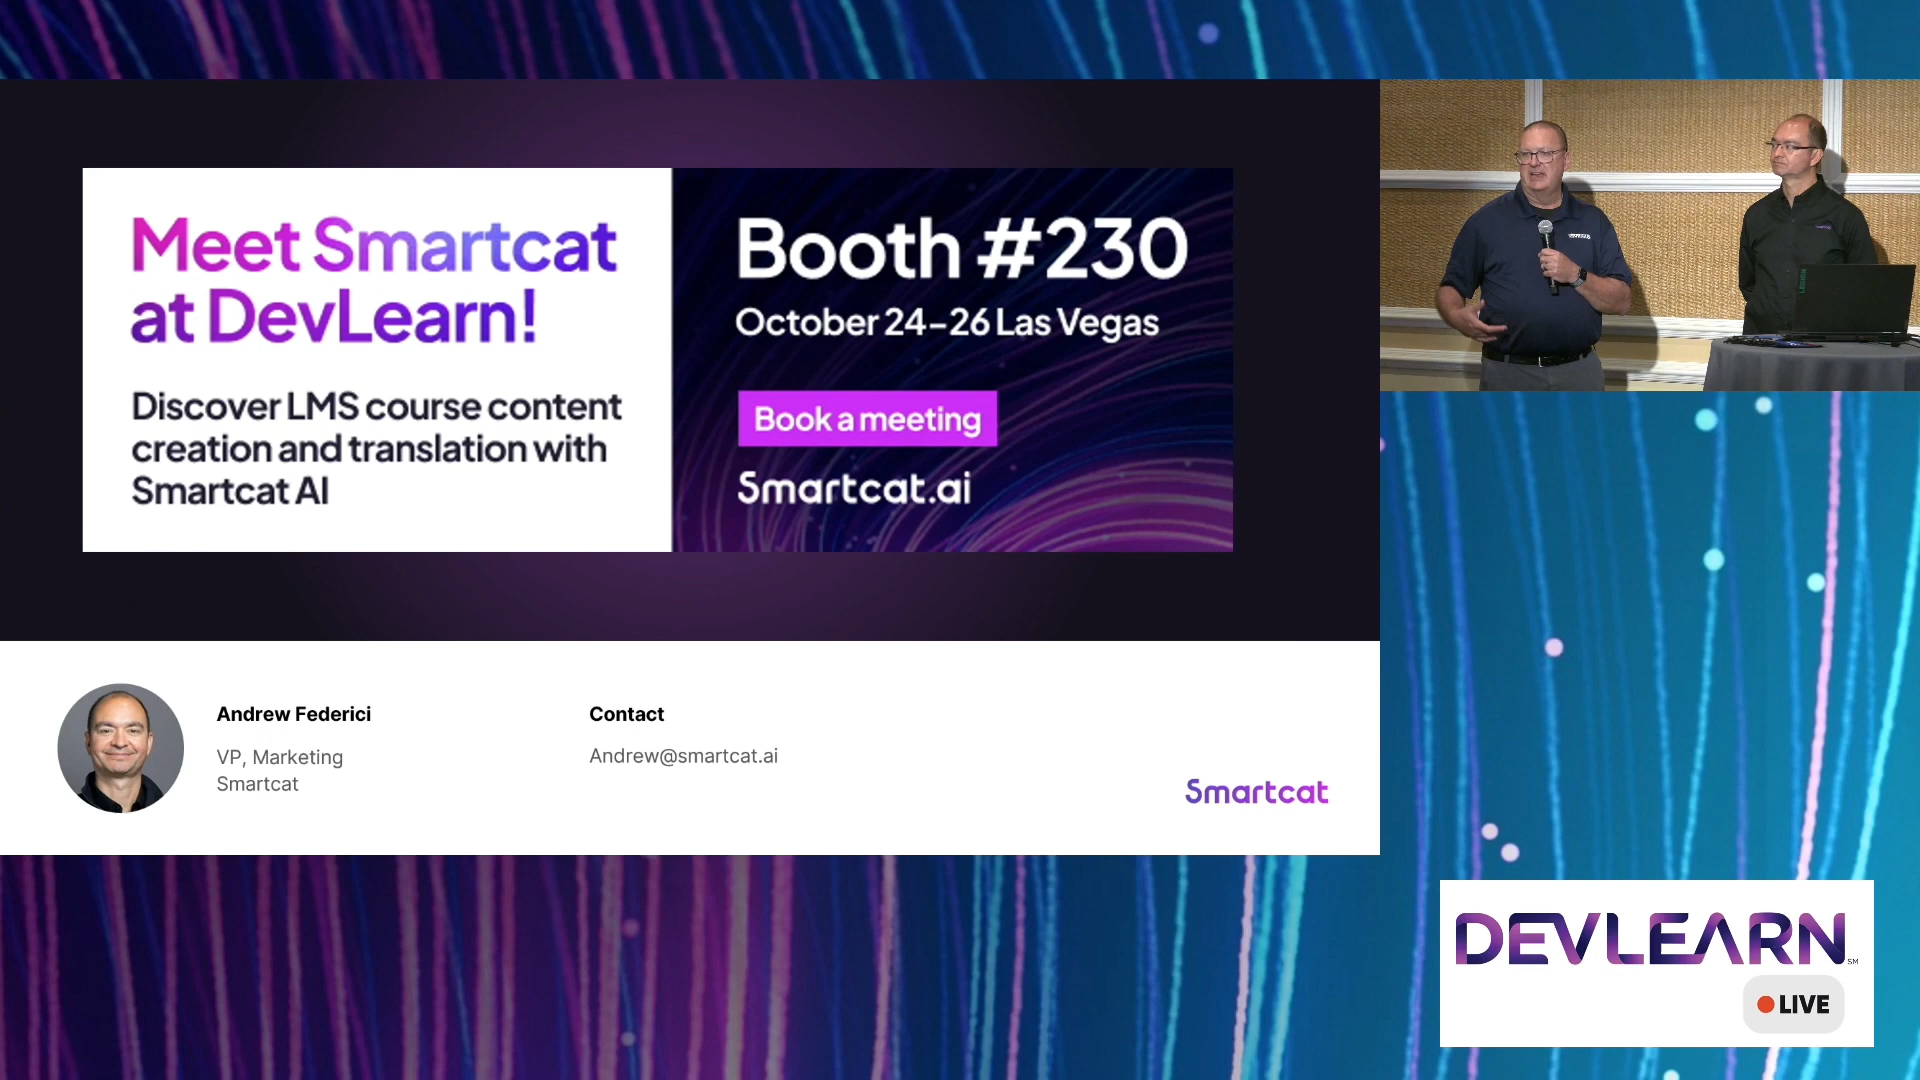 Meet Smartcat
at DevLearn!
Discover LMS course content
creation and translation with
Smartcat AI
Booth #230
October 24–26 Las Vegas
Book a meeting
Smartcat.ai
Andrew Federici
VP, Marketing
Smartcat
Contact
Andrew@smartcat.ai
Smartcat
DEVLEARN SM
LIVE